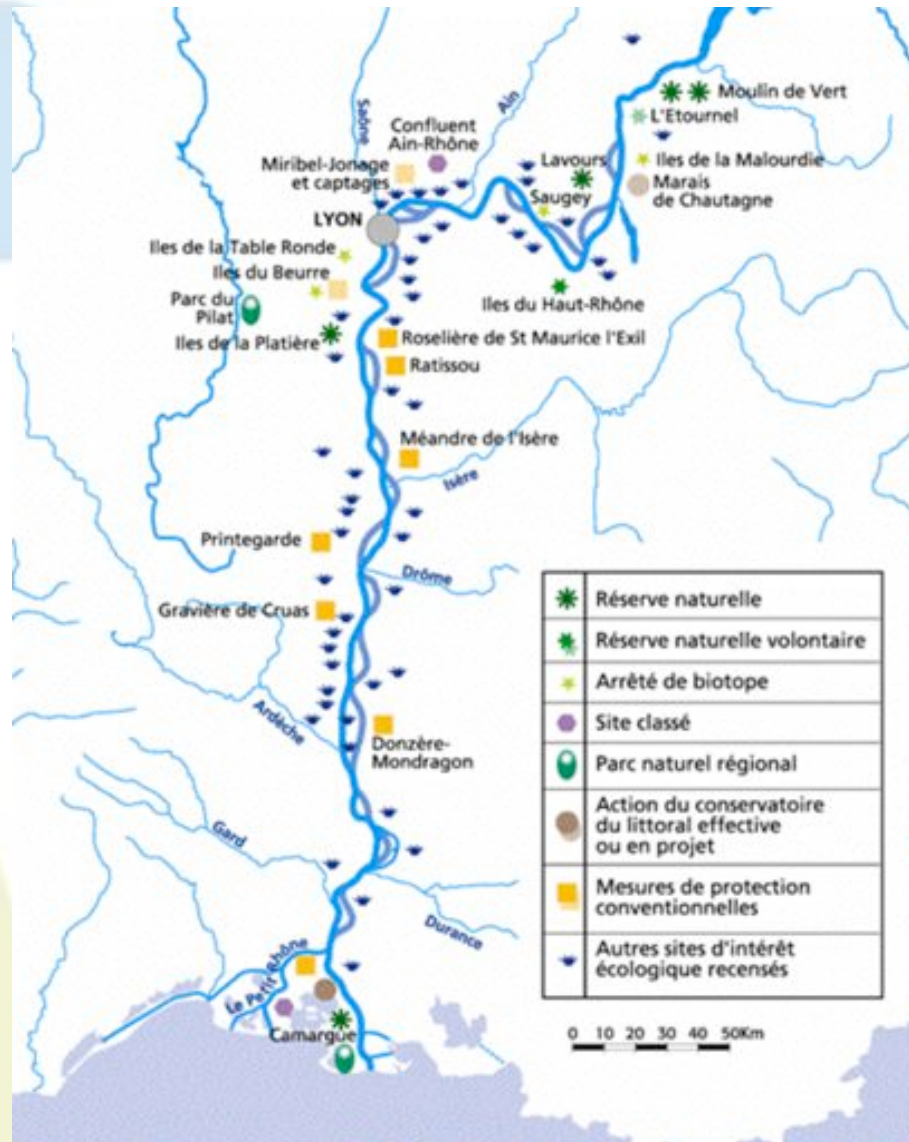 Moulin de Vert
L'Etournel
Ain
Saône
Confluent
Ain-Rhône
Lavours
Iles de la Malourdie
Miribel-Jonage
et captages
Marais
de Chautagne
Saugey
LYON
Iles de la Table Ronde
Iles du Beurre
Iles du Haut-Rhône
Parc du
Pilat
Iles de la Platière
Roselière de St Maurice l'Exil
Ratissou
Méandre de l'Isère
Isère
Printegarde
Drôme
Gravière de Cruas
Ardèche
Donzère-
Mondragon
Gard
Durance
Le Petit Rhône
Camargue
Réserve naturelle
Réserve naturelle volontaire
Arrêté de biotope
Site classé
Parc naturel régional
Action du conservatoire
du littoral effective
ou en projet
Mesures de protection
conventionnelles
Autres sites d'intérêt
écologique recensés
0 10 20 30 40 50Km